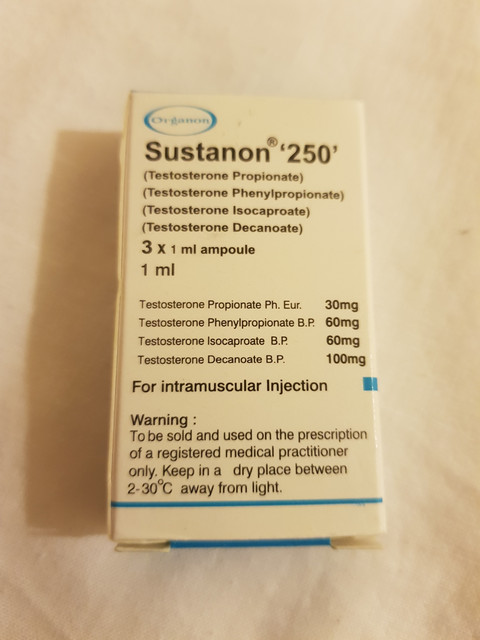 Organon
Sustanon® ‘250’
(Testosterone Propionate)
(Testosterone Phenylpropionate)
(Testosterone Isocaproate)
(Testosterone Decanoate)
3 x 1 ml ampoule
1 ml
Testosterone Propionate Ph. Eur. 30mg
Testosterone Phenylpropionate B.P. 60mg
Testosterone Isocaproate B.P. 60mg
Testosterone Decanoate B.P. 100mg
For intramuscular Injection
Warning :
To be sold and used on the prescription
of a registered medical practitioner
only. Keep in a dry place between
2-30°C away from light.